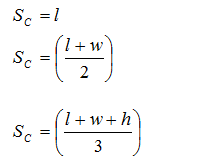 S_C = l
S_C = ((l + w)/2)
S_C = ((l + w + h)/3)